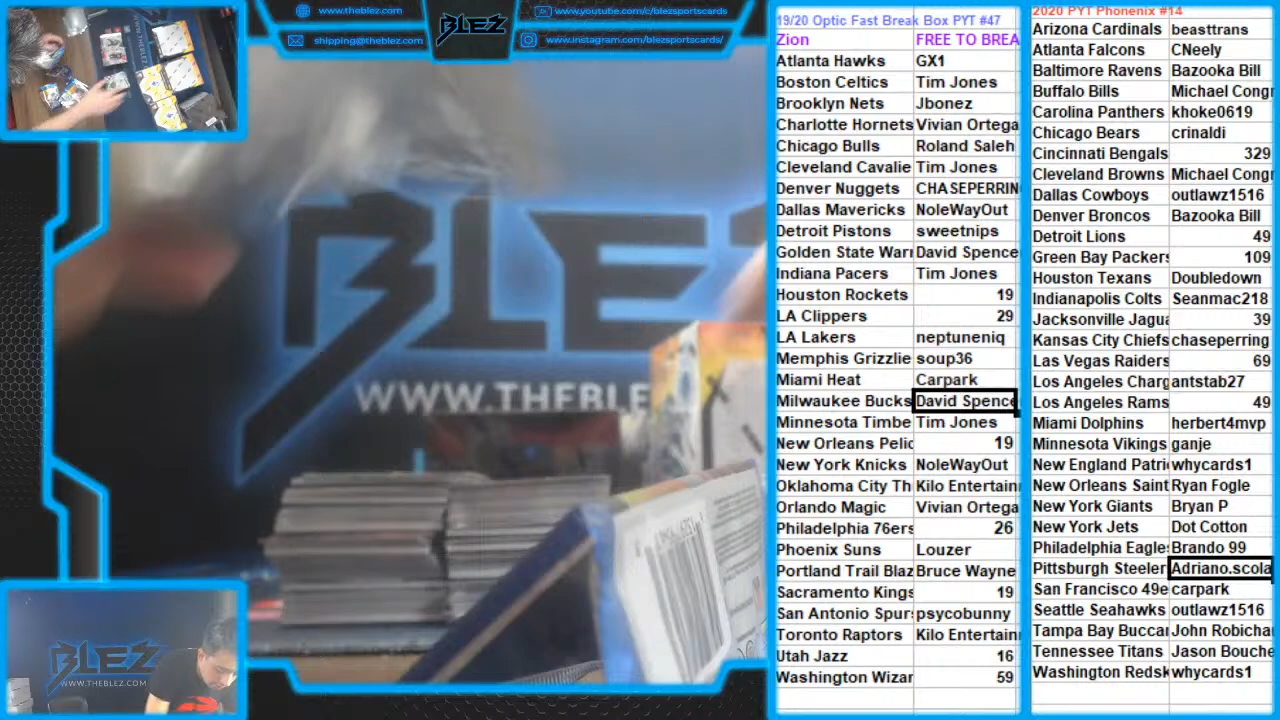 www.theblez.com
shipping@theblez.com
BLEZ
www.youtube.com/c/blezsportscards
www.instagram.com/blezsportscards/
BLEZ
WWW.THEBLE
BLEZ
WWW.THEBLEZ.COM
19/20 Optic Fast Break Box PYT #47
Zion FREE TO BREA
Atlanta Hawks GX1
Boston Celtics Tim Jones
Brooklyn Nets Jbonez
Charlotte Hornets Vivian Ortega
Chicago Bulls Roland Saleh
Cleveland Cavalie Tim Jones
Denver Nuggets CHASEPERRIN
Dallas Mavericks NoleWayOut
Detroit Pistons sweetnips
Golden State Warr David Spence
Indiana Pacers Tim Jones
Houston Rockets 19
LA Clippers 29
LA Lakers neptuneniq
Memphis Grizzlie soup36
Miami Heat Carpark
Milwaukee Bucks David Spence
Minnesota Timbe Tim Jones
New Orleans Pelic 19
New York Knicks NoleWayOut
Oklahoma City Th Kilo Entertain
Orlando Magic Vivian Ortega
Philadelphia 76ers 26
Phoenix Suns Louzer
Portland Trail Blaz Bruce Wayne
Sacramento Kings 19
San Antonio Spurs psycobunny
Toronto Raptors Kilo Entertain
Utah Jazz 16
Washington Wizar 59
2020 PYT Phonenix #14
Arizona Cardinals beasttrans
Atlanta Falcons CNeely
Baltimore Ravens Bazooka Bill
Buffalo Bills Michael Congr
Carolina Panthers khoke0619
Chicago Bears crinaldi
Cincinnati Bengals 329
Cleveland Browns Michael Congr
Dallas Cowboys outlawz1516
Denver Broncos Bazooka Bill
Detroit Lions 49
Green Bay Packers 109
Houston Texans Doubledown
Indianapolis Colts Seanmac218
Jacksonville Jagua 39
Kansas City Chiefs chaseperring
Las Vegas Raiders 69
Los Angeles Charg antstab27
Los Angeles Rams 49
Miami Dolphins herbert4mvp
Minnesota Vikings ganje
New England Patri whycards1
New Orleans Saint Ryan Fogle
New York Giants Bryan P
New York Jets Dot Cotton
Philadelphia Eagles Brando 99
Pittsburgh Steeler Adriano.scola
San Francisco 49e carpark
Seattle Seahawks outlawz1516
Tampa Bay Buccan John Robicha
Tennessee Titans Jason Bouche
Washington Redsk whycards1